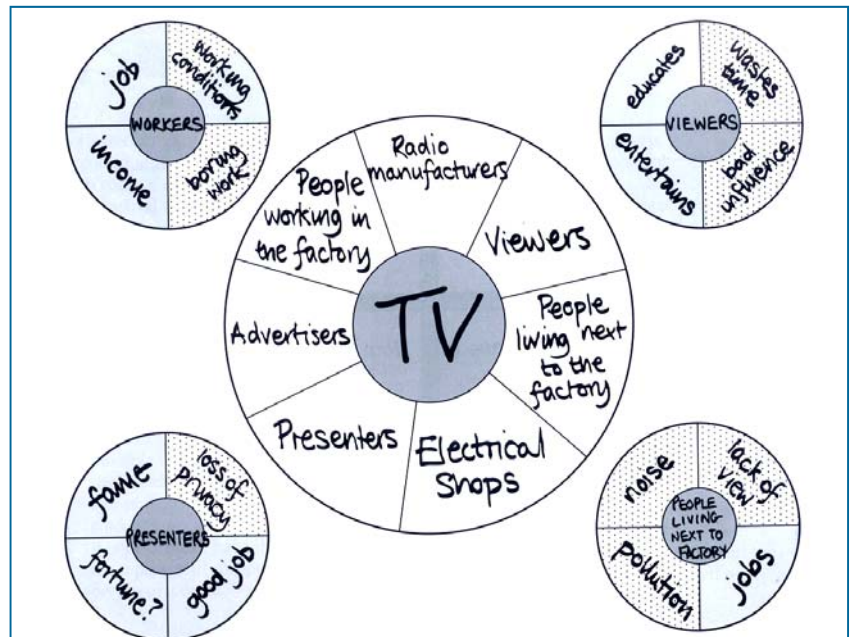 job
working
conditions
WORKERS
income
boring
work
educates
wastes
time
VIEWERS
entertains
bad
influence
Radio
manufacturers
People
working in
the factory
Viewers
TV
Advertisers
People
living next
to the
factory
Presenters
Electrical
Shops
fame
loss of
privacy
PRESENTERS
fortune?
good job
noise
lack of
view
PEOPLE
LIVING
NEXT TO
FACTORY
pollution
jobs